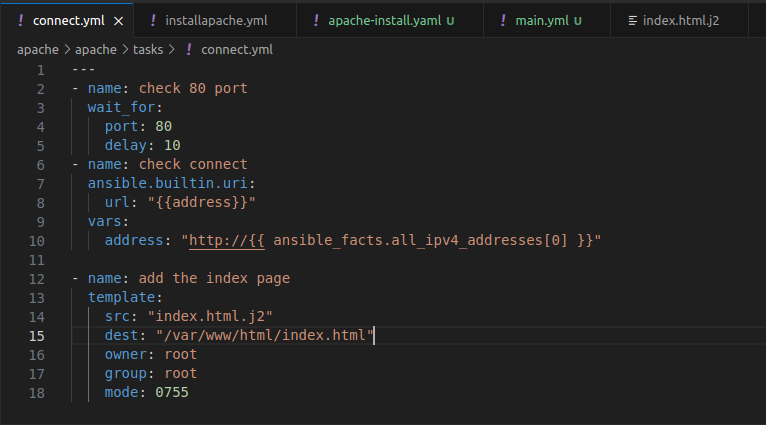 ! connect.yml ×
! installapache.yml
! apache-install.yaml U
! main.yml U
index.html.j2
apache > apache > tasks > ! connect.yml
1 ---
2 - name: check 80 port
3   wait_for:
4     port: 80
5     delay: 10
6 - name: check connect
7   ansible.builtin.uri:
8     url: "{{address}}"
9   vars:
10     address: "http://{{ ansible_facts.all_ipv4_addresses[0] }}"
11
12 - name: add the index page
13   template:
14     src: "index.html.j2"
15     dest: "/var/www/html/index.html"
16     owner: root
17     group: root
18     mode: 0755